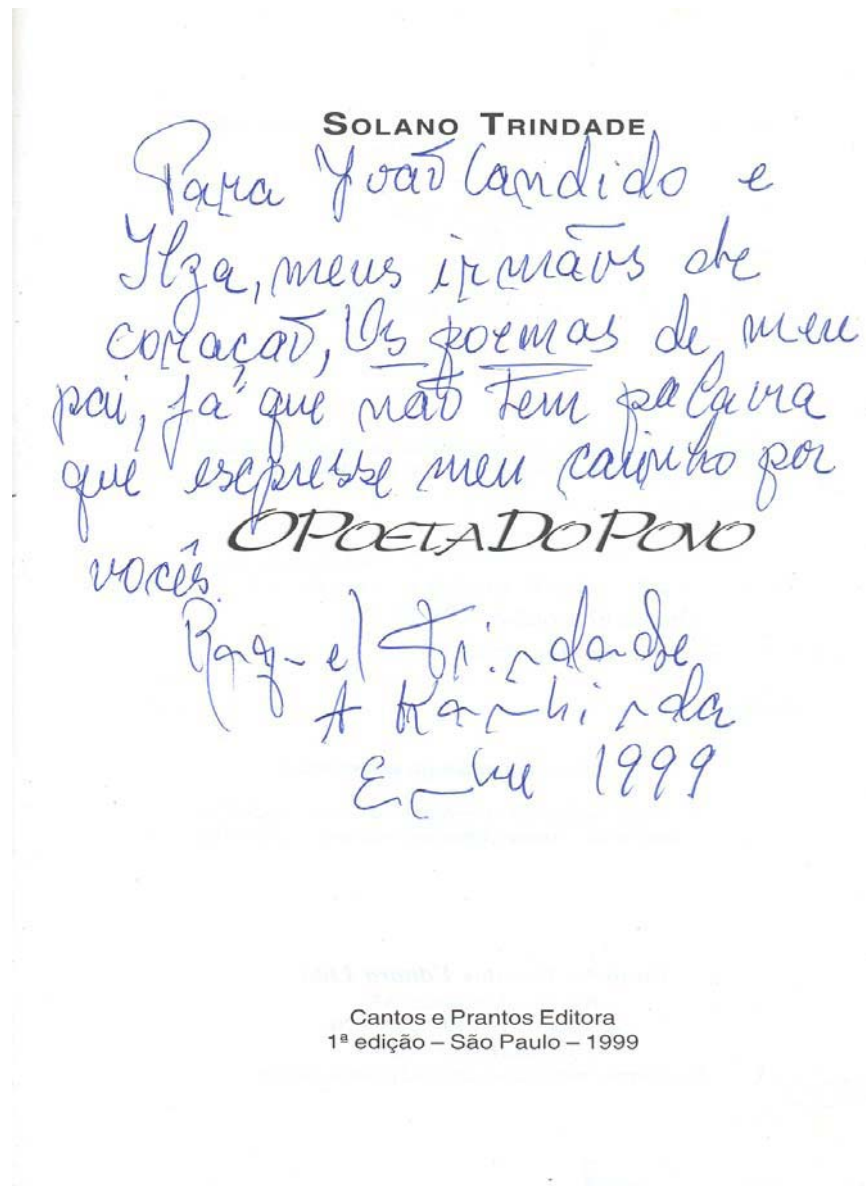 SOLANO TRINDADE
Para João Candido e
Ilza, meus irmãos de
coração, Os poemas de meu
pai, já que não tem palavra
que expresse meu carinho por
O POETA DO POVO
vocês.
Raquel Trindade
A Kambinda
Embu 1999
Cantos e Prantos Editora
1ª edição – São Paulo – 1999